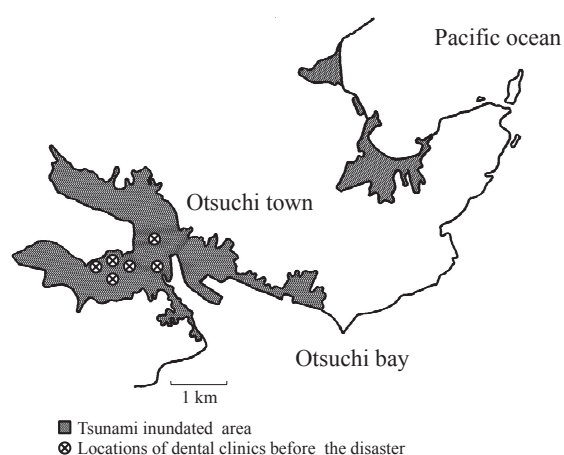 Pacific ocean
Otsuchi town
Otsuchi bay
1 km
Tsunami inundated area
Locations of dental clinics before the disaster